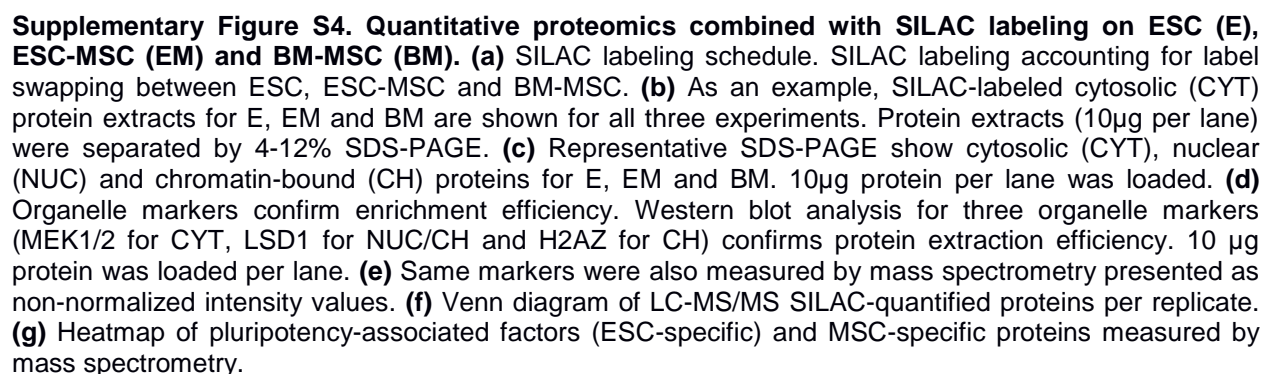 Supplementary Figure S4. Quantitative proteomics combined with SILAC labeling on ESC (E),
ESC-MSC (EM) and BM-MSC (BM). (a) SILAC labeling schedule. SILAC labeling accounting for label
swapping between ESC, ESC-MSC and BM-MSC. (b) As an example, SILAC-labeled cytosolic (CYT)
protein extracts for E, EM and BM are shown for all three experiments. Protein extracts (10µg per lane)
were separated by 4-12% SDS-PAGE. (c) Representative SDS-PAGE show cytosolic (CYT), nuclear
(NUC) and chromatin-bound (CH) proteins for E, EM and BM. 10µg protein per lane was loaded. (d)
Organelle markers confirm enrichment efficiency. Western blot analysis for three organelle markers
(MEK1/2 for CYT, LSD1 for NUC/CH and H2AZ for CH) confirms protein extraction efficiency. 10 µg
protein was loaded per lane. (e) Same markers were also measured by mass spectrometry presented as
non-normalized intensity values. (f) Venn diagram of LC-MS/MS SILAC-quantified proteins per replicate.
(g) Heatmap of pluripotency-associated factors (ESC-specific) and MSC-specific proteins measured by
mass spectrometry.